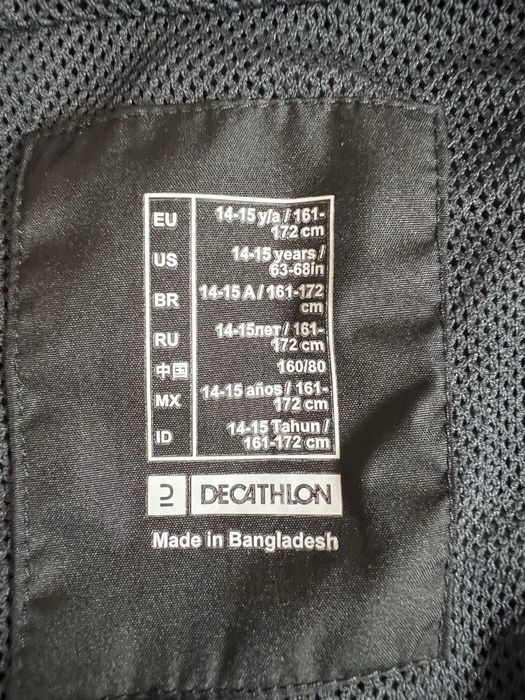 EU 14-15 y/a / 161-
172 cm
US 14-15 years /
63-68in
BR 14-15 A / 161-172
cm
RU 14-15лет / 161-
172 cm
中国 160/80
MX 14-15 años / 161-
172 cm
ID 14-15 Tahun /
161-172 cm
DECATHLON
Made in Bangladesh